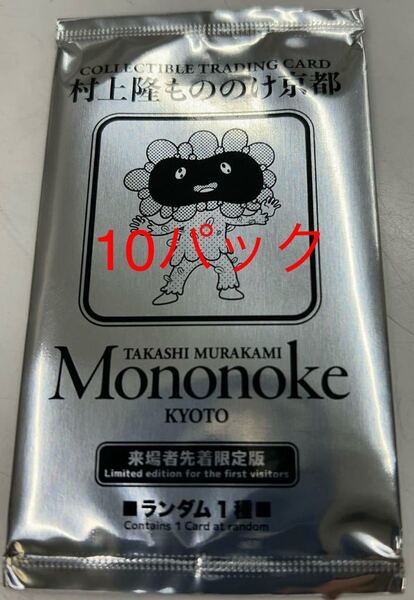 COLLECTIBLE TRADING CARD
村上隆もののけ京都
10パック
TAKASHI MURAKAMI
Mononoke
KYOTO
来場者先着限定版
Limited edition for the first visitors
■ランダム1種■
Contains 1 Card at random